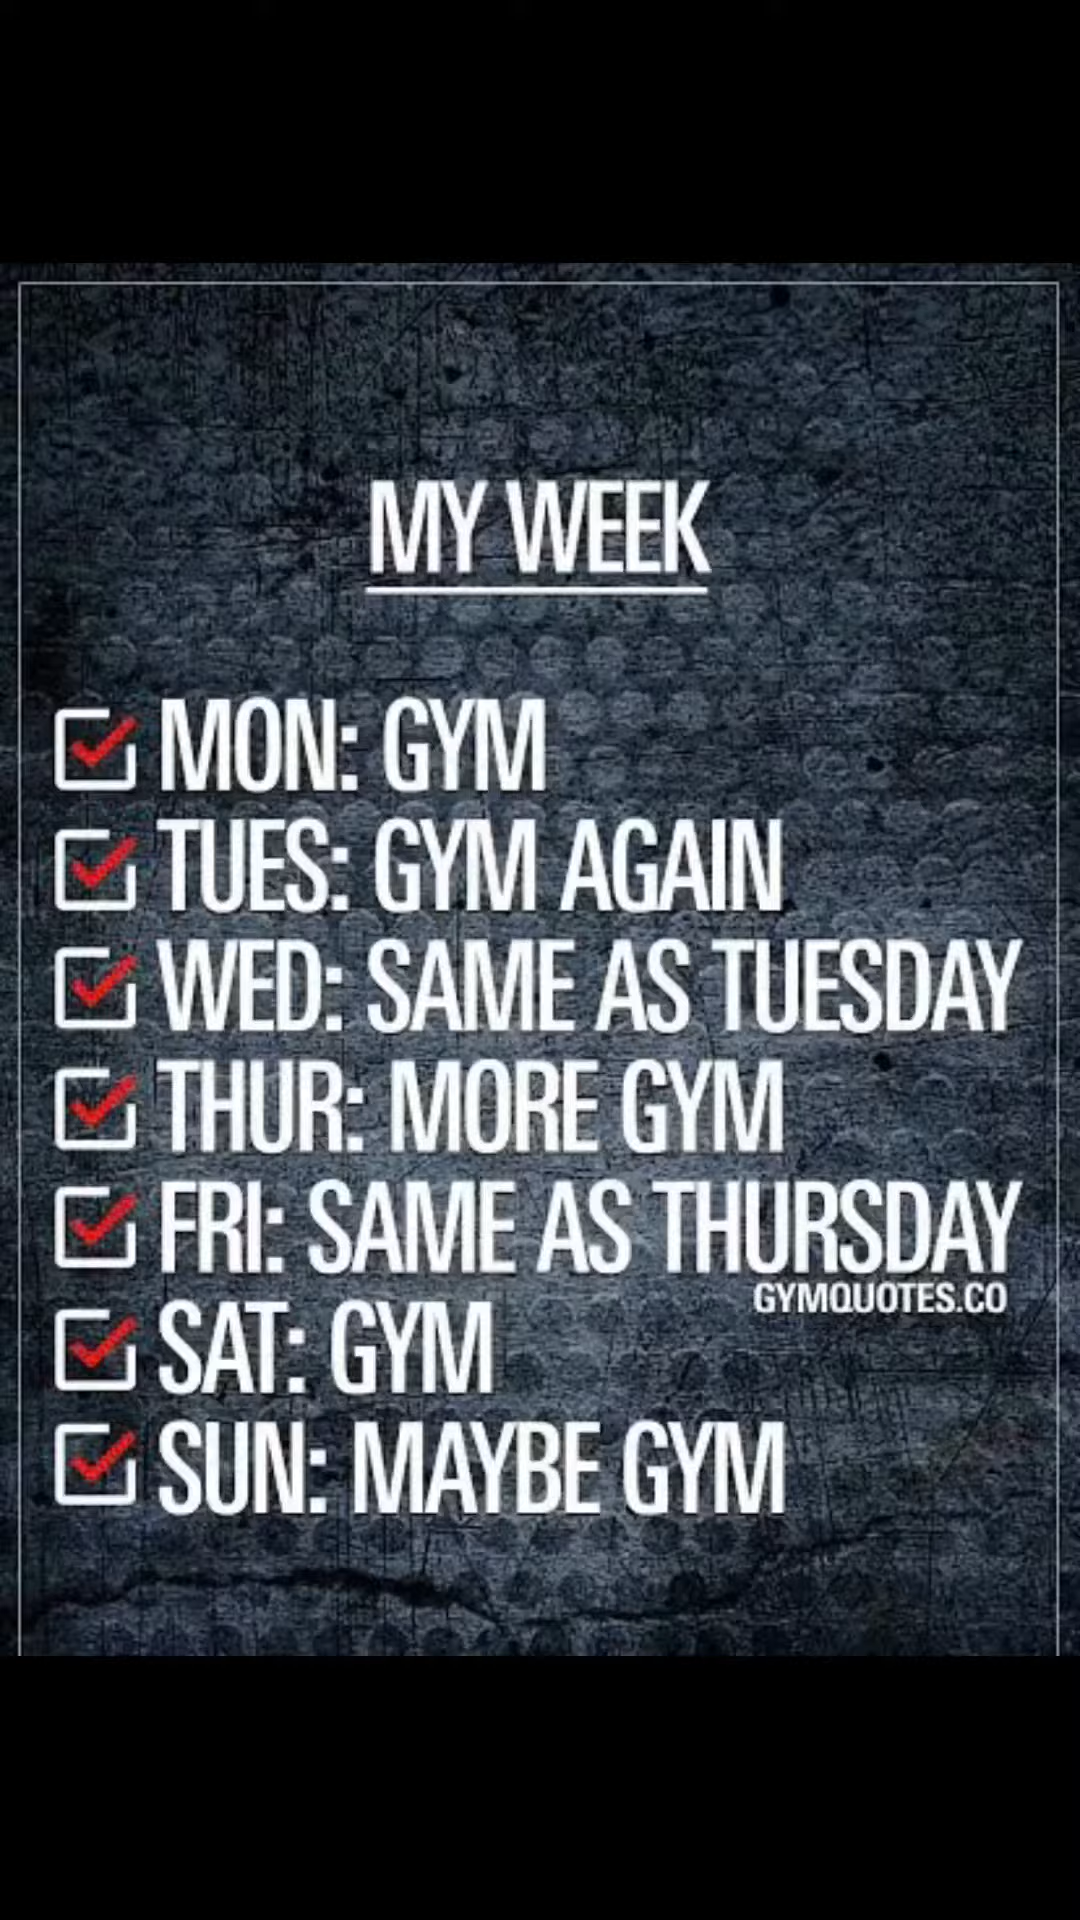 MY WEEK
MON: GYM
TUES: GYM AGAIN
WED: SAME AS TUESDAY
THUR: MORE GYM
FRI: SAME AS THURSDAY
GYMQUOTES.CO
SAT: GYM
SUN: MAYBE GYM